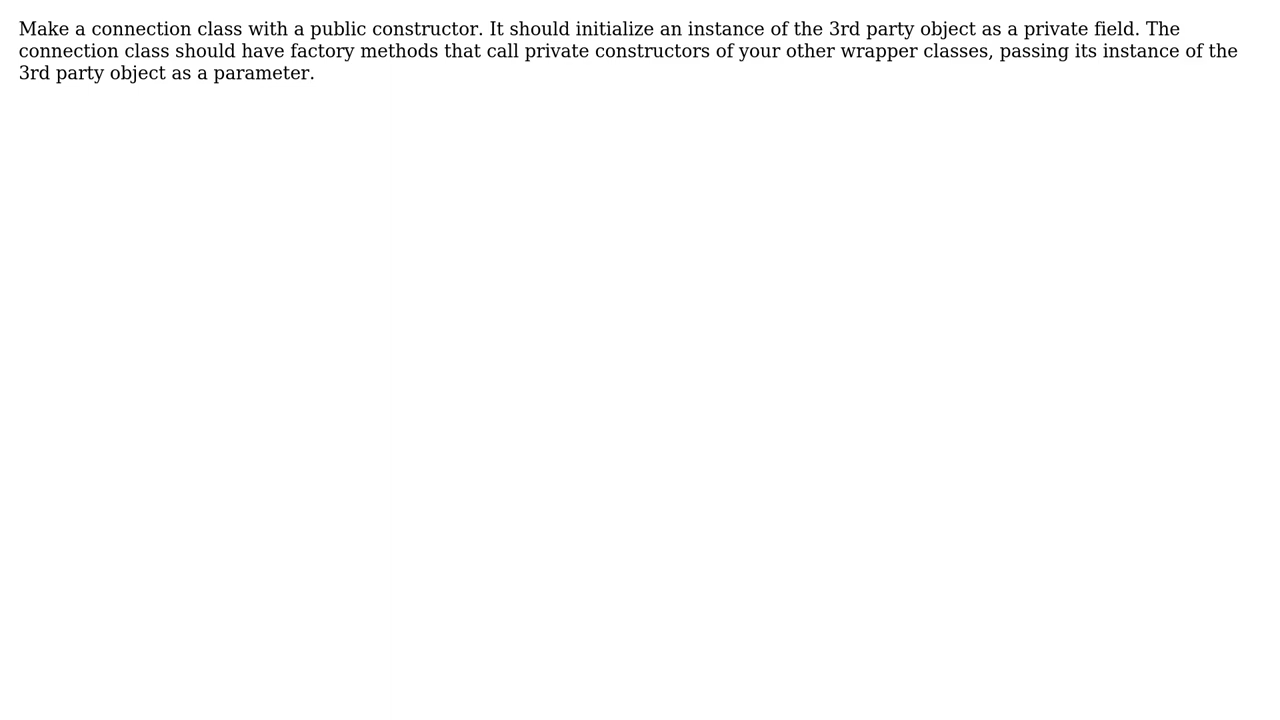 Make a connection class with a public constructor. It should initialize an instance of the 3rd party object as a private field. The
connection class should have factory methods that call private constructors of your other wrapper classes, passing its instance of the
3rd party object as a parameter.